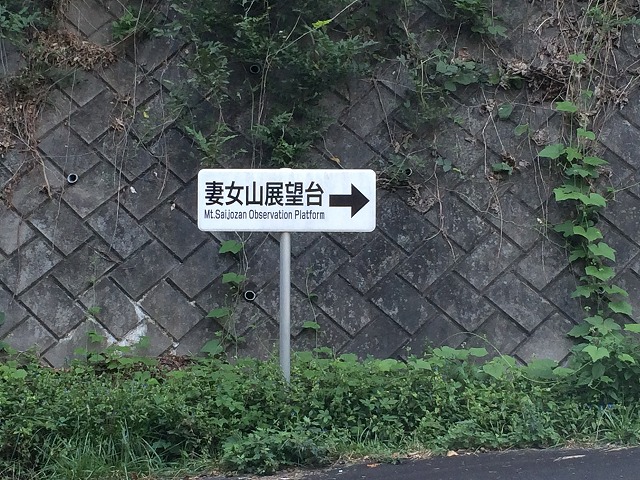 妻女山展望台
Mt.Saijozan Observation Platform